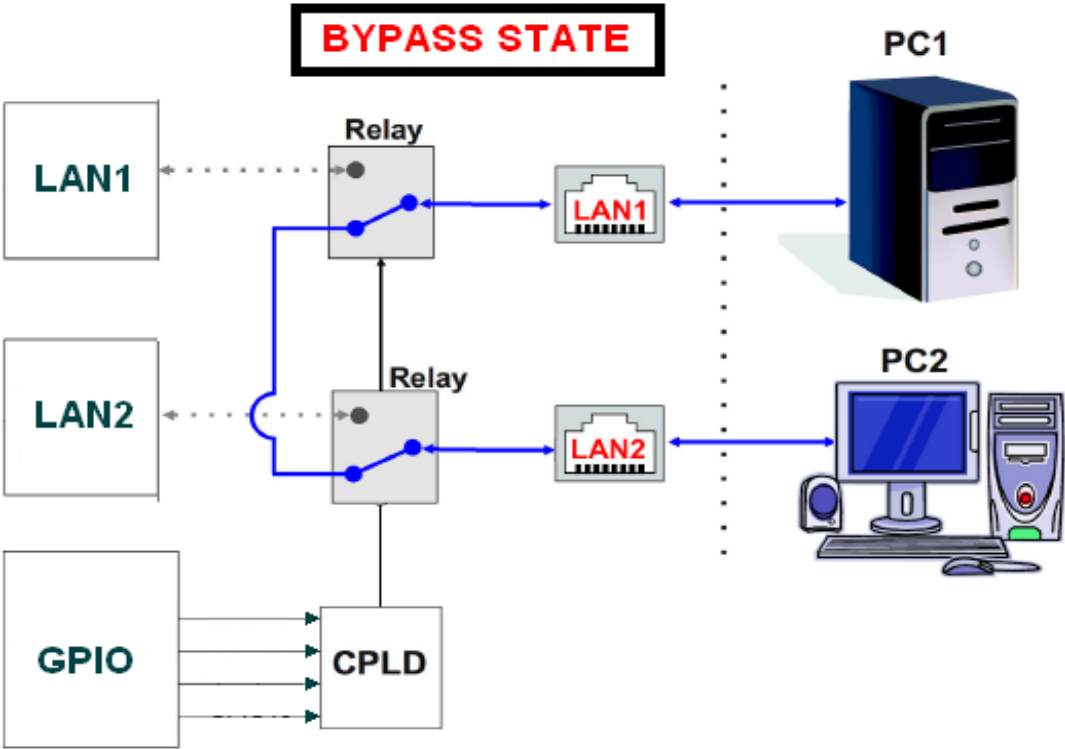 BYPASS STATE
PC1
Relay
LAN1
LAN1
PC2
Relay
LAN2
LAN2
GPIO
CPLD